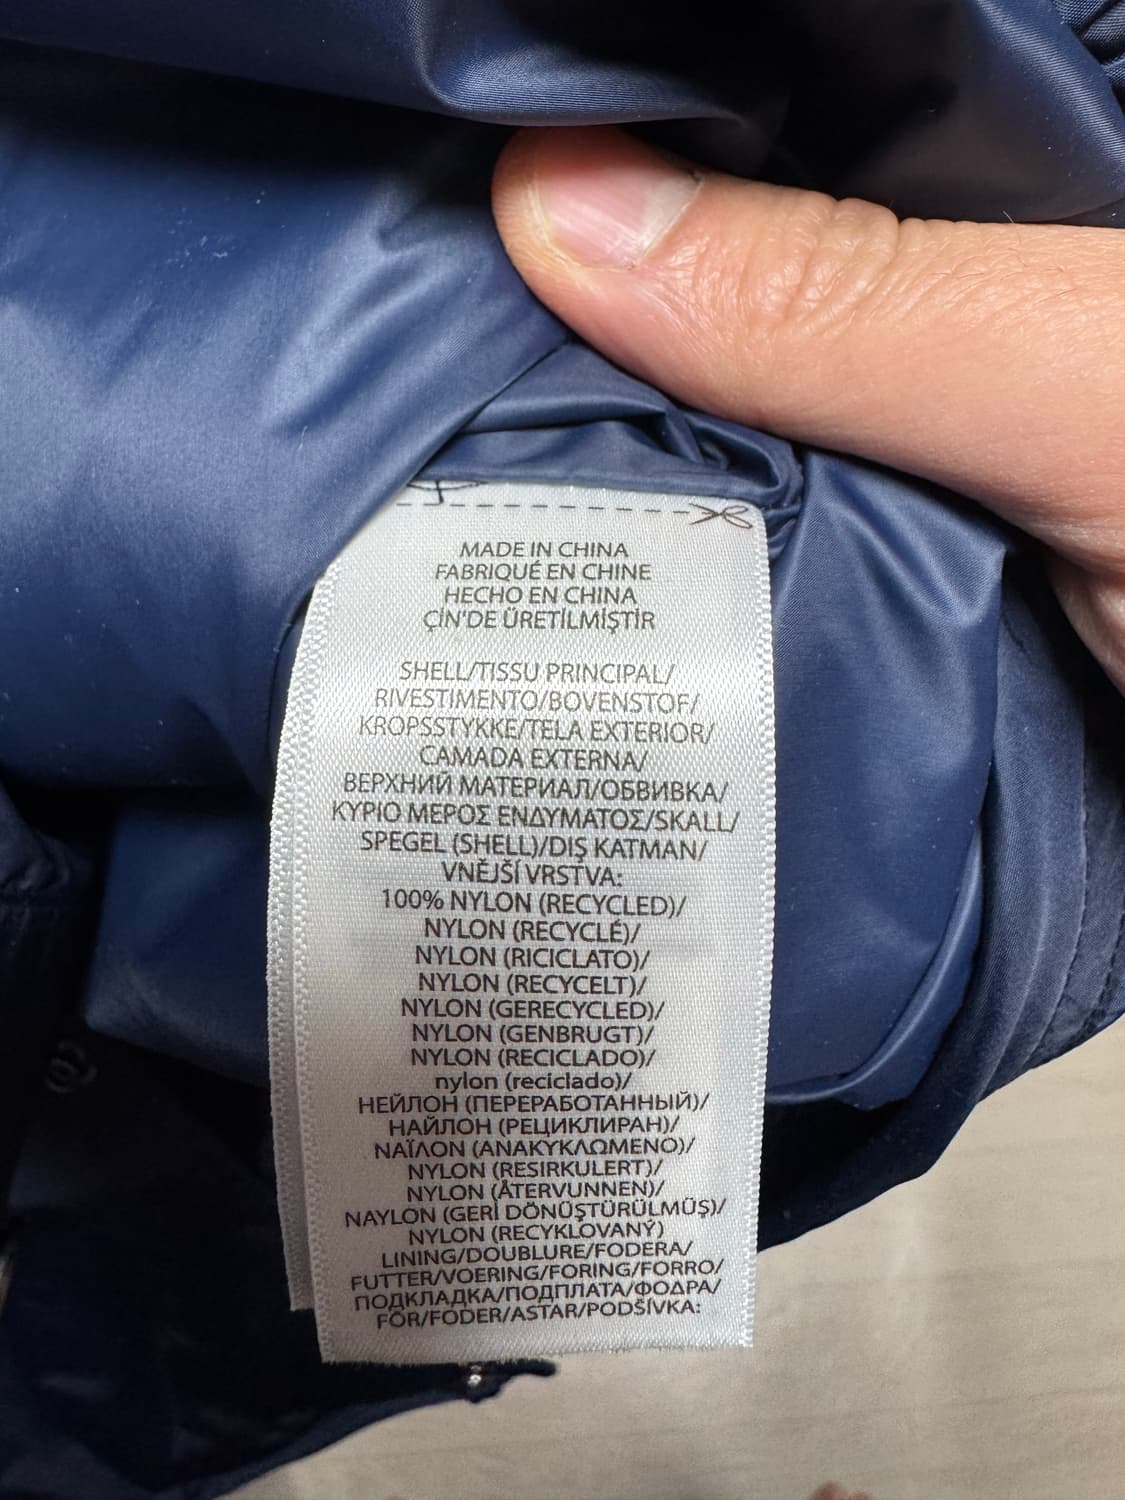 MADE IN CHINA
FABRIQUÉ EN CHINE
HECHO EN CHINA
ÇİN'DE ÜRETİLMİŞTİR
SHELL/TISSU PRINCIPAL/
RIVESTIMENTO/BOVENSTOF/
KROPSSTYKKE/TELA EXTERIOR/
CAMADA EXTERNA/
ВЕРХНИЙ МАТЕРИАЛ/ОБВИВКА/
ΚΥΡΙΟ ΜΕΡΟΣ ΕΝΔΥΜΑΤΟΣ/SKALL/
SPEGEL (SHELL)/DIŞ KATMAN/
VNĚJŠÍ VRSTVA:
100% NYLON (RECYCLED)/
NYLON (RECYCLÉ)/
NYLON (RICICLATO)/
NYLON (RECYCELT)/
NYLON (GERECYCLED)/
NYLON (GENBRUGT)/
NYLON (RECICLADO)/
nylon (reciclado)/
НЕЙЛОН (ПЕРЕРАБОТАННЫЙ)/
НАЙЛОН (РЕЦИКЛИРАН)/
ΝΑΪΛΟΝ (ΑΝΑΚΥΚΛΩΜΕΝΟ)/
NYLON (RESIRKULERT)/
NYLON (ÅTERVUNNEN)/
NAYLON (GERİ DÖNÜŞTÜRÜLMÜŞ)/
NYLON (RECYKLOVANÝ)
LINING/DOUBLURE/FODERA/
FUTTER/VOERING/FORING/FORRO/
ПОДКЛАДКА/ПОДПЛАТА/ΦΟΔΡΑ/
FÔR/FODER/ASTAR/PODŠÍVKA: